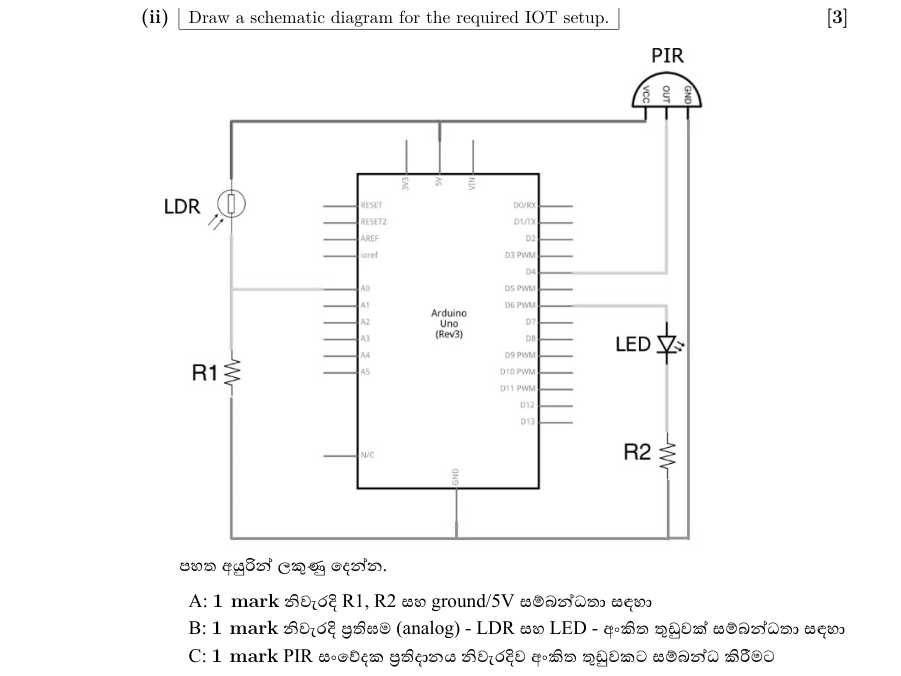 (ii) Draw a schematic diagram for the required IOT setup. [3]
PIR
VCC OUT GND
3V3 5V VIN
LDR
RESET D0/RX
RESET2 D1/TX
AREF D2
ioref D3 PWM
D4
A0 D5 PWM
A1 D6 PWM
A2 D7
A3 D8
A4 D9 PWM
A5 D10 PWM
D11 PWM
D12
D13
Arduino
Uno
(Rev3)
LED
R1
R2
N/C
GND
පහත අයුරින් ලකුණු දෙන්න.
A: 1 mark නිවැරදි R1, R2 සහ ground/5V සම්බන්ධතා සඳහා
B: 1 mark නිවැරදි ප්‍රතිසම (analog) - LDR සහ LED - අංකිත තුඩුවක් සම්බන්ධතා සඳහා
C: 1 mark PIR සංවේදක ප්‍රතිදානය නිවැරදිව අංකිත තුඩුවකට සම්බන්ධ කිරීමට